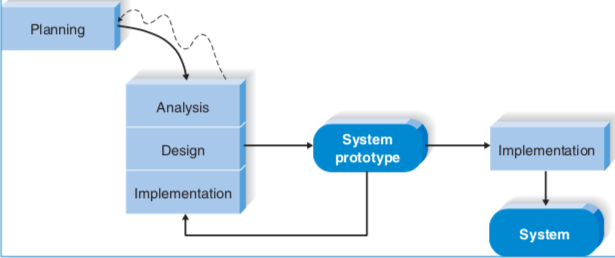 Planning
Analysis
Design
Implementation
System
prototype
Implementation
System